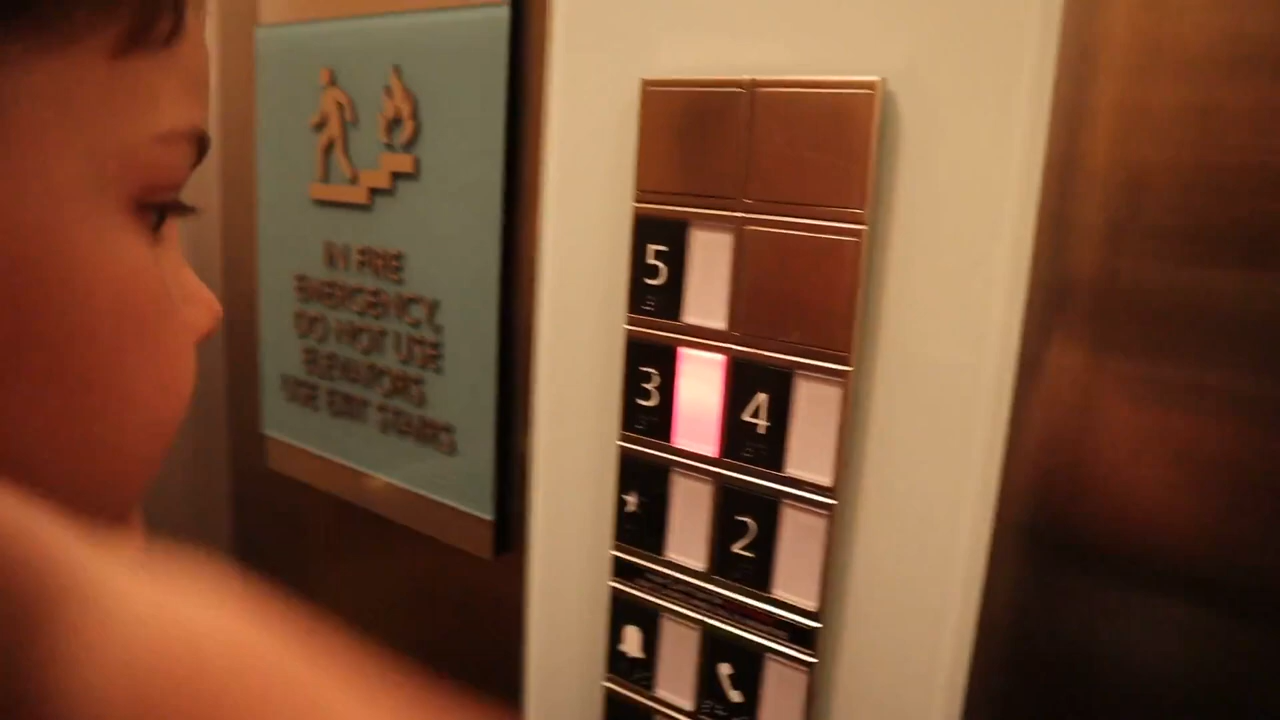 IN FIRE
EMERGENCY,
DO NOT USE
ELEVATORS
USE EXIT STAIRS
5
3 4
★ 2